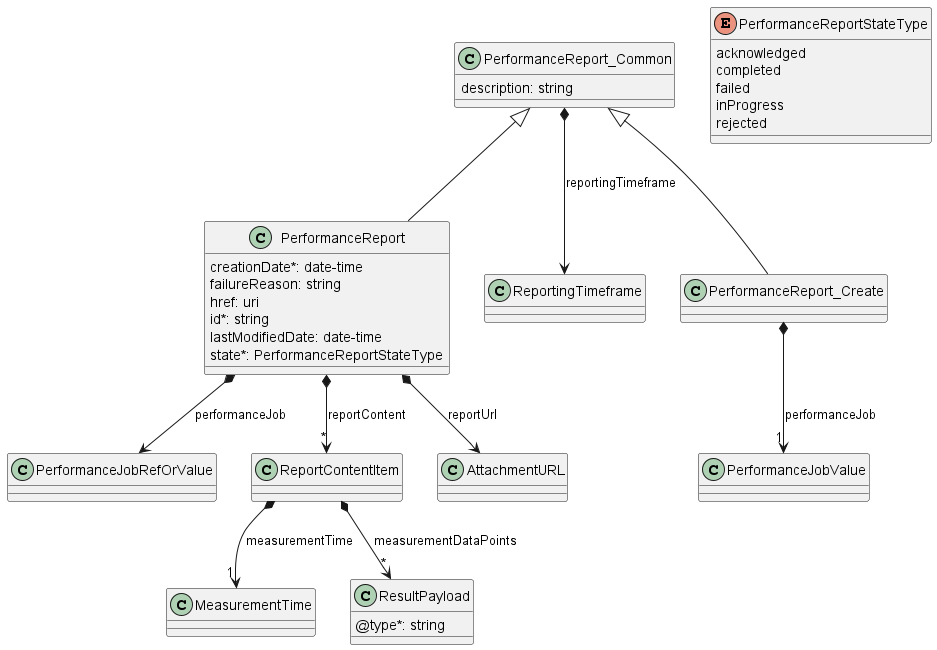 E PerformanceReportStateType
acknowledged
completed
failed
inProgress
rejected
C PerformanceReport_Common
description: string
reportingTimeframe
C PerformanceReport
creationDate*: date-time
failureReason: string
href: uri
id*: string
lastModifiedDate: date-time
state*: PerformanceReportStateType
C ReportingTimeframe
C PerformanceReport_Create
performanceJob
reportContent
*
reportUrl
performanceJob
1
C PerformanceJobRefOrValue
C ReportContentItem
C AttachmentURL
C PerformanceJobValue
measurementTime
1
measurementDataPoints
*
C MeasurementTime
C ResultPayload
@type*: string